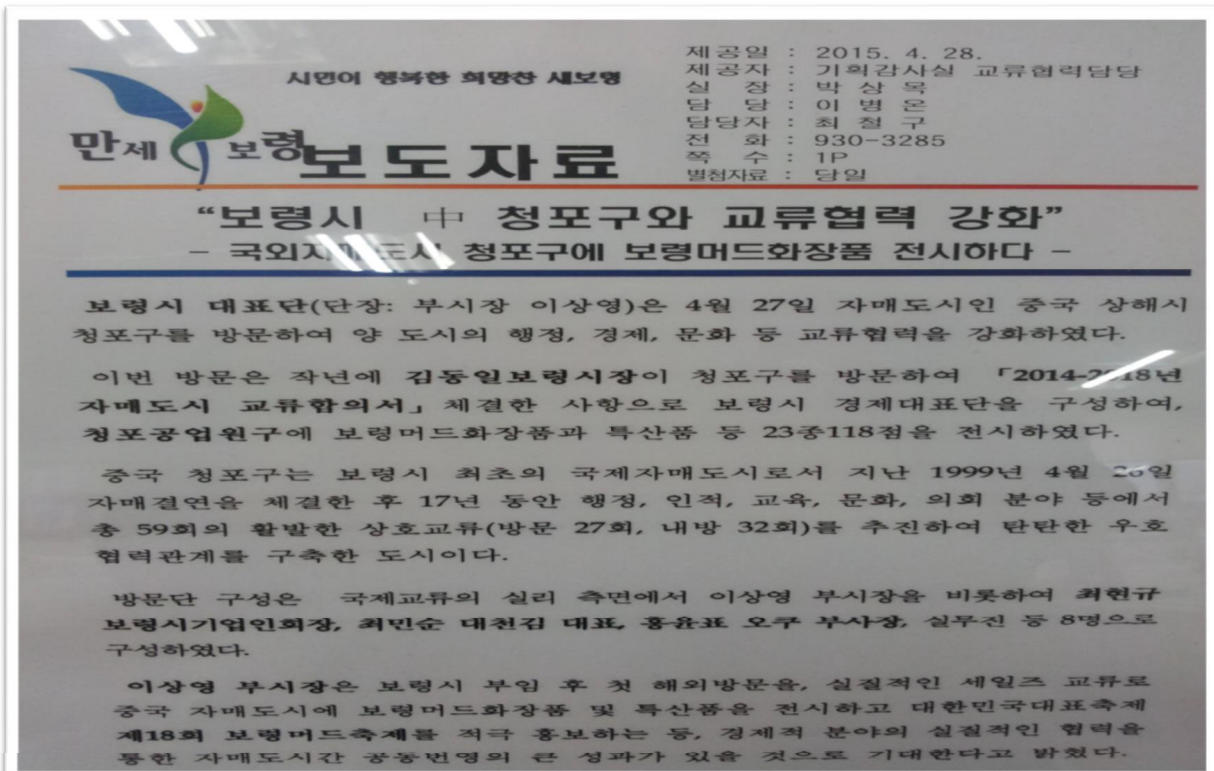 시민이 행복한 희망찬 새보령
만세 보령
보도자료
제공일 : 2015. 4. 28.
제공자 : 기획감사실 교류협력담당
실 장 : 박 상 목
담 당 : 이 병 온
담당자 : 최 철 구
전 화 : 930-3285
쪽 수 : 1P
별첨자료 : 당일
“보령시 中 청포구와 교류협력 강화”
- 국외자매도시 청포구에 보령머드화장품 전시하다 -
보령시 대표단(단장: 부시장 이상영)은 4월 27일 자매도시인 중국 상해시
청포구를 방문하여 양 도시의 행정, 경제, 문화 등 교류협력을 강화하였다.
이번 방문은 작년에 김동일보령시장이 청포구를 방문하여 「2014-2018년
자매도시 교류합의서」체결한 사항으로 보령시 경제대표단을 구성하여,
청포공업원구에 보령머드화장품과 특산품 등 23종118점을 전시하였다.
중국 청포구는 보령시 최초의 국제자매도시로서 지난 1999년 4월
자매결연을 체결한 후 17년 동안 행정, 인적, 교육, 문화, 의회 분야 등에서
총 59회의 활발한 상호교류(방문 27회, 내방 32회)를 추진하여 탄탄한 우호
협력관계를 구축한 도시이다.
방문단 구성은 국제교류의 실리 측면에서 이상영 부시장을 비롯하여 최현규
보령시기업인회장, 최민순 대천김 대표, 홍윤표 오쿠 부사장, 실무진 등 8명으로
구성하였다.
이상영 부시장은 보령시 부임 후 첫 해외방문을, 실질적인 세일즈 교류로
중국 자매도시에 보령머드화장품 및 특산품을 전시하고 대한민국대표축제
제18회 보령머드축제를 적극 홍보하는 등, 경제적 분야의 실질적인 협력을
통한 자매도시간 공동번영의 큰 성과가 있을 것으로 기대한다고 밝혔다.